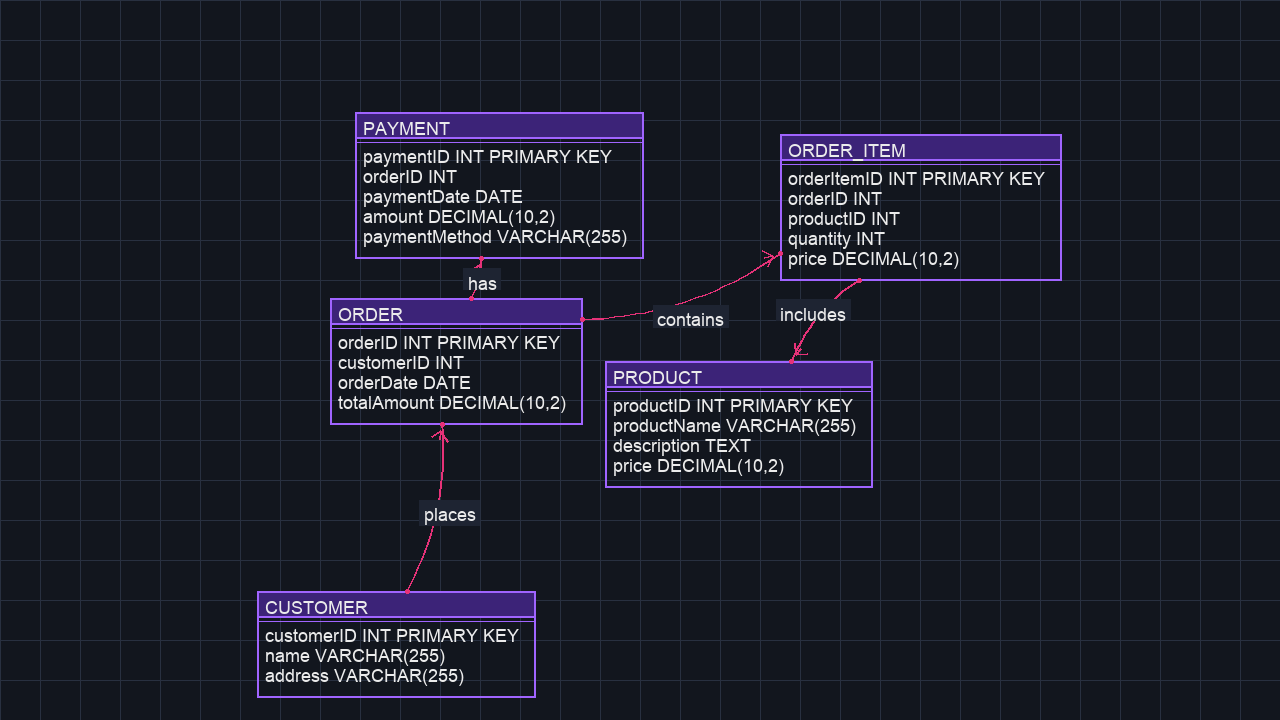 PAYMENT
paymentID INT PRIMARY KEY
orderID INT
paymentDate DATE
amount DECIMAL(10,2)
paymentMethod VARCHAR(255)
ORDER_ITEM
orderItemID INT PRIMARY KEY
orderID INT
productID INT
quantity INT
price DECIMAL(10,2)
has
contains
includes
ORDER
orderID INT PRIMARY KEY
customerID INT
orderDate DATE
totalAmount DECIMAL(10,2)
PRODUCT
productID INT PRIMARY KEY
productName VARCHAR(255)
description TEXT
price DECIMAL(10,2)
places
CUSTOMER
customerID INT PRIMARY KEY
name VARCHAR(255)
address VARCHAR(255)